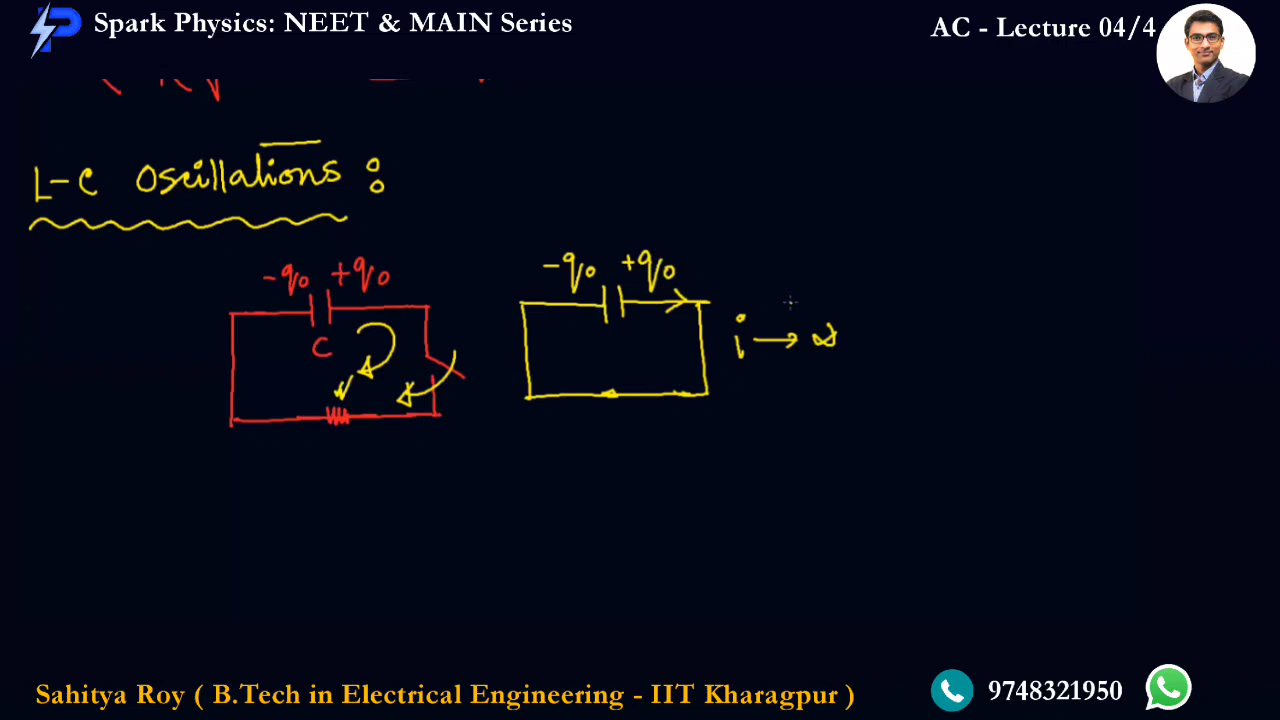 Spark Physics: NEET & MAIN Series
AC - Lecture 04/4
L-C Oscillations :
-q₀ +q₀
C
-q₀ +q₀
i → ∞
Sahitya Roy ( B.Tech in Electrical Engineering - IIT Kharagpur )
9748321950